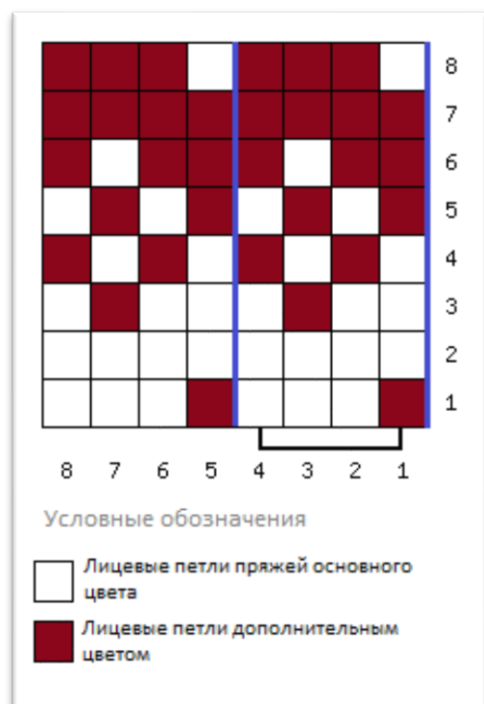 8
7
6
5
4
3
2
1
8 7 6 5 4 3 2 1
Условные обозначения
Лицевые петли пряжей основного
цвета
Лицевые петли дополнительным
цветом